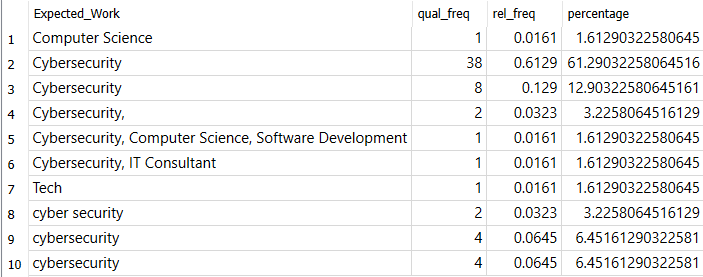 Expected_Work qual_freq rel_freq percentage
1 Computer Science 1 0.0161 1.61290322580645
2 Cybersecurity 38 0.6129 61.29032258064516
3 Cybersecurity 8 0.129 12.90322580645161
4 Cybersecurity, 2 0.0323 3.2258064516129
5 Cybersecurity, Computer Science, Software Development 1 0.0161 1.61290322580645
6 Cybersecurity, IT Consultant 1 0.0161 1.61290322580645
7 Tech 1 0.0161 1.61290322580645
8 cyber security 2 0.0323 3.2258064516129
9 cybersecurity 4 0.0645 6.45161290322581
10 cybersecurity 4 0.0645 6.45161290322581